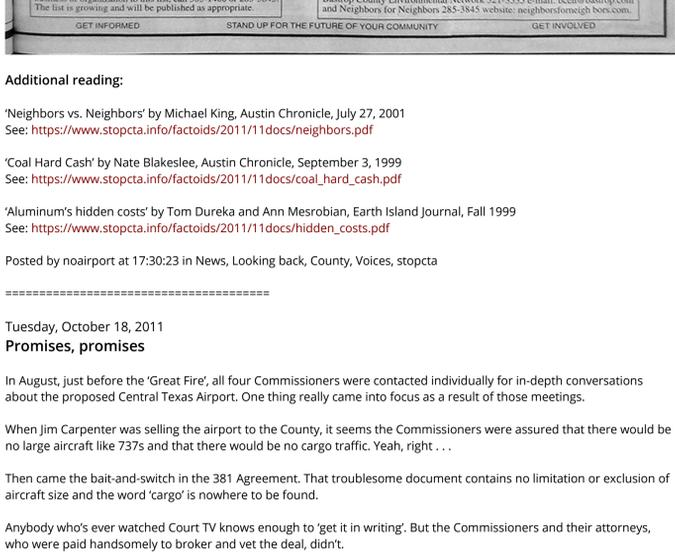 The list is growing and will be published as appropriate.
and Neighbors for Neighbors 285-3845 website: neighborsforneigh bors.com.
GET INFORMED STAND UP FOR THE FUTURE OF YOUR COMMUNITY GET INVOLVED
Additional reading:
‘Neighbors vs. Neighbors’ by Michael King, Austin Chronicle, July 27, 2001
See: https://www.stopcta.info/factoids/2011/11docs/neighbors.pdf
‘Coal Hard Cash’ by Nate Blakeslee, Austin Chronicle, September 3, 1999
See: https://www.stopcta.info/factoids/2011/11docs/coal_hard_cash.pdf
‘Aluminum’s hidden costs’ by Tom Dureka and Ann Mesrobian, Earth Island Journal, Fall 1999
See: https://www.stopcta.info/factoids/2011/11docs/hidden_costs.pdf
Posted by noairport at 17:30:23 in News, Looking back, County, Voices, stopcta
=======================================
Tuesday, October 18, 2011
Promises, promises
In August, just before the ‘Great Fire’, all four Commissioners were contacted individually for in-depth conversations
about the proposed Central Texas Airport. One thing really came into focus as a result of those meetings.
When Jim Carpenter was selling the airport to the County, it seems the Commissioners were assured that there would be
no large aircraft like 737s and that there would be no cargo traffic. Yeah, right . . .
Then came the bait-and-switch in the 381 Agreement. That troublesome document contains no limitation or exclusion of
aircraft size and the word ‘cargo’ is nowhere to be found.
Anybody who’s ever watched Court TV knows enough to ‘get it in writing’. But the Commissioners and their attorneys,
who were paid handsomely to broker and vet the deal, didn’t.